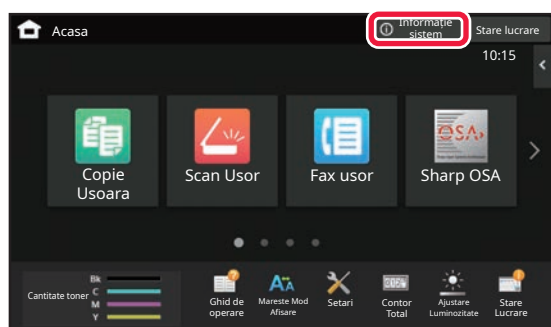 Acasa
Informație
sistem
Stare lucrare
10:15
Copie
Usoara
Scan Usor
Fax usor
OSA
Sharp OSA
Cantitate toner
Bk
C
M
Y
Ghid de
operare
Mareste Mod
Afisare
Setari
Contor
Total
Ajustare
Luminozitate
Stare
Lucrare